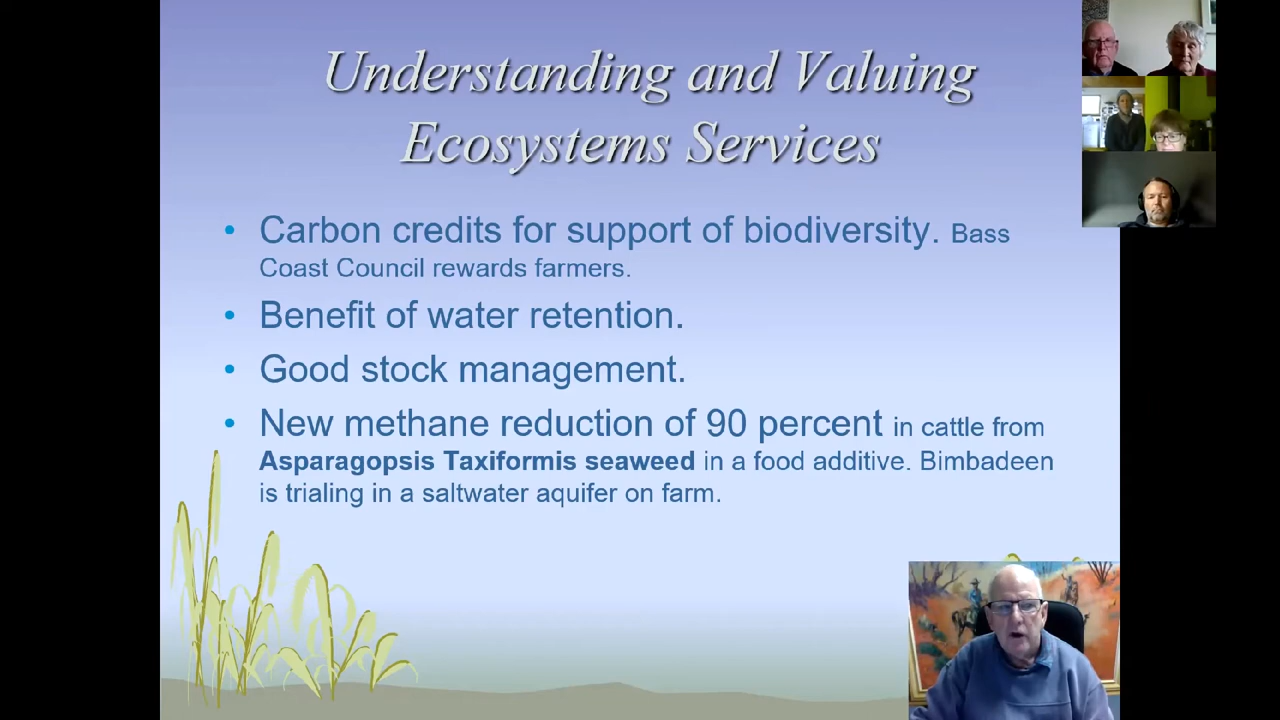 Understanding and Valuing
Ecosystems Services
• Carbon credits for support of biodiversity. Bass
Coast Council rewards farmers.
• Benefit of water retention.
• Good stock management.
• New methane reduction of 90 percent in cattle from
Asparagopsis Taxiformis seaweed in a food additive. Bimbadeen
is trialing in a saltwater aquifer on farm.